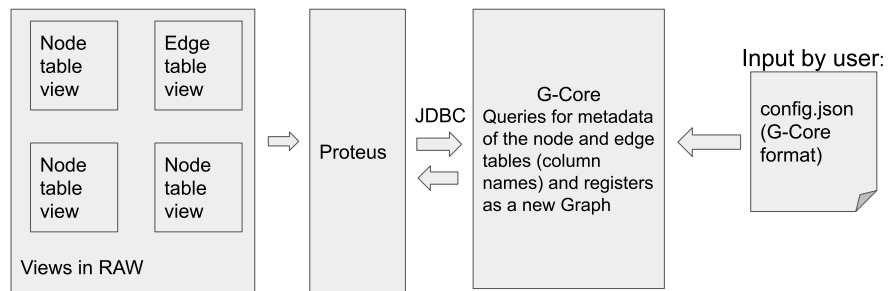 Node
table
view
Edge
table
view
Node
table
view
Node
table
view
Views in RAW
Proteus
JDBC
G-Core
Queries for metadata
of the node and edge
tables (column
names) and registers
as a new Graph
Input by user:
config.json
(G-Core
format)